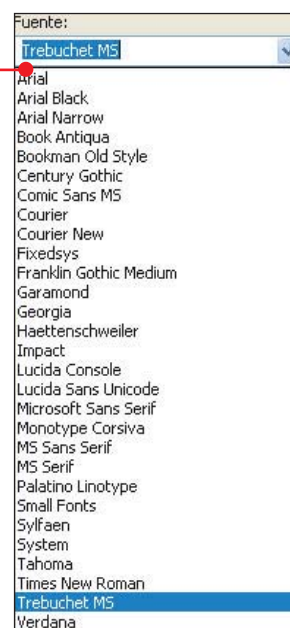 Fuente:
Trebuchet MS
Arial
Arial Black
Arial Narrow
Book Antiqua
Bookman Old Style
Century Gothic
Comic Sans MS
Courier
Courier New
Fixedsys
Franklin Gothic Medium
Garamond
Georgia
Haettenschweiler
Impact
Lucida Console
Lucida Sans Unicode
Microsoft Sans Serif
Monotype Corsiva
MS Sans Serif
MS Serif
Palatino Linotype
Small Fonts
Sylfaen
System
Tahoma
Times New Roman
Trebuchet MS
Verdana